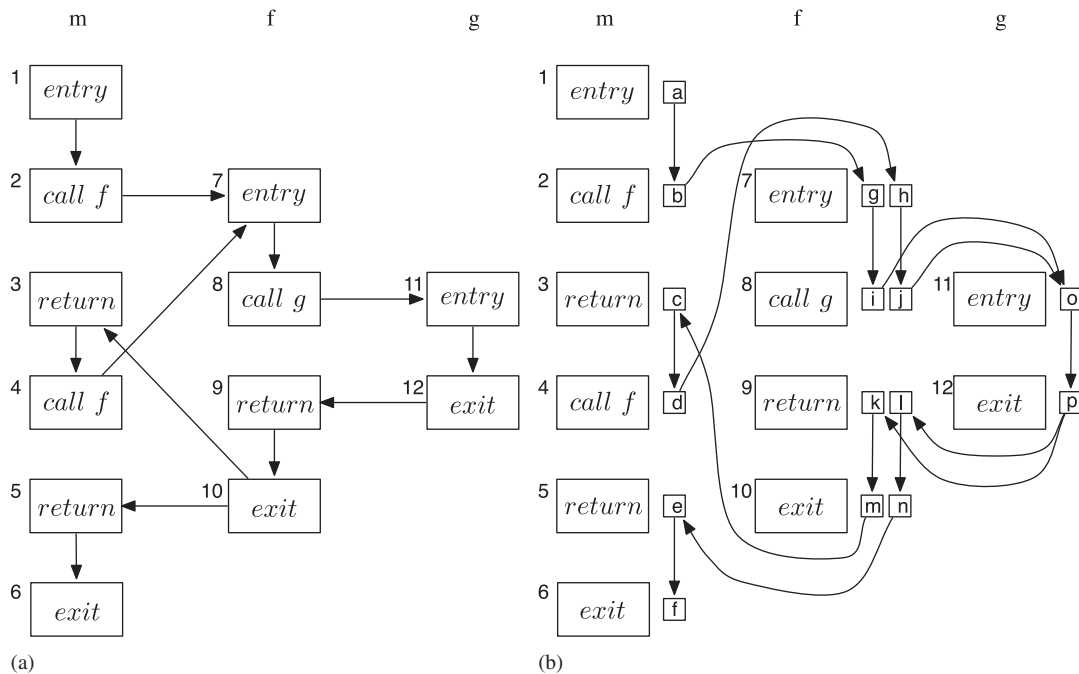 m f g m f g
1 entry 1 entry a
2 call f 7 entry 2 call f b 7 entry g h
3 return 8 call g 11 entry 3 return c 8 call g i j 11 entry o
4 call f 9 return 12 exit 4 call f d 9 return k l 12 exit p
5 return 10 exit 5 return e 10 exit m n
6 exit 6 exit f
(a) (b)